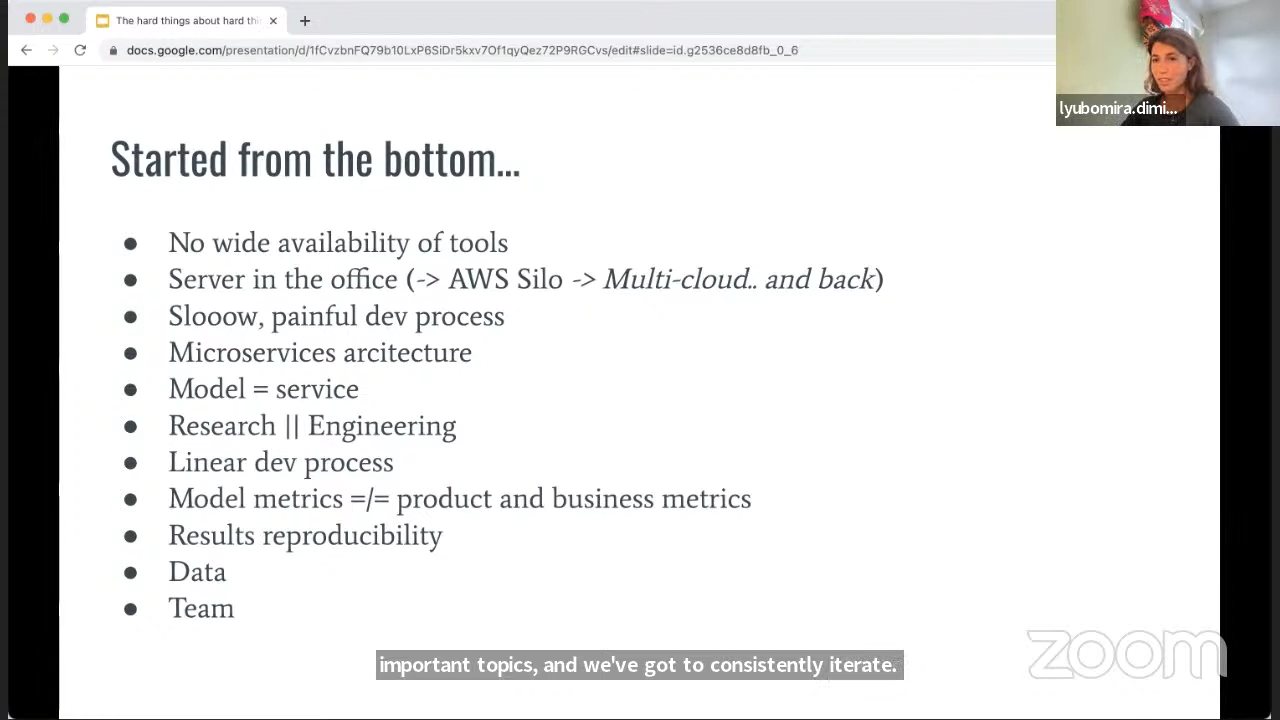 The hard things about hard thi
docs.google.com/presentation/d/1fCvzbnFQ79b10LxP6SiDr5kxv7Of1qyQez72P9RGCvs/edit#slide=id.g2536ce8d8fb_0_6
lyubomira.dimi...
Started from the bottom...
● No wide availability of tools
● Server in the office (-> AWS Silo -> Multi-cloud.. and back)
● Slooow, painful dev process
● Microservices arcitecture
● Model = service
● Research || Engineering
● Linear dev process
● Model metrics =/= product and business metrics
● Results reproducibility
● Data
● Team
important topics, and we've got to consistently iterate.
zoom